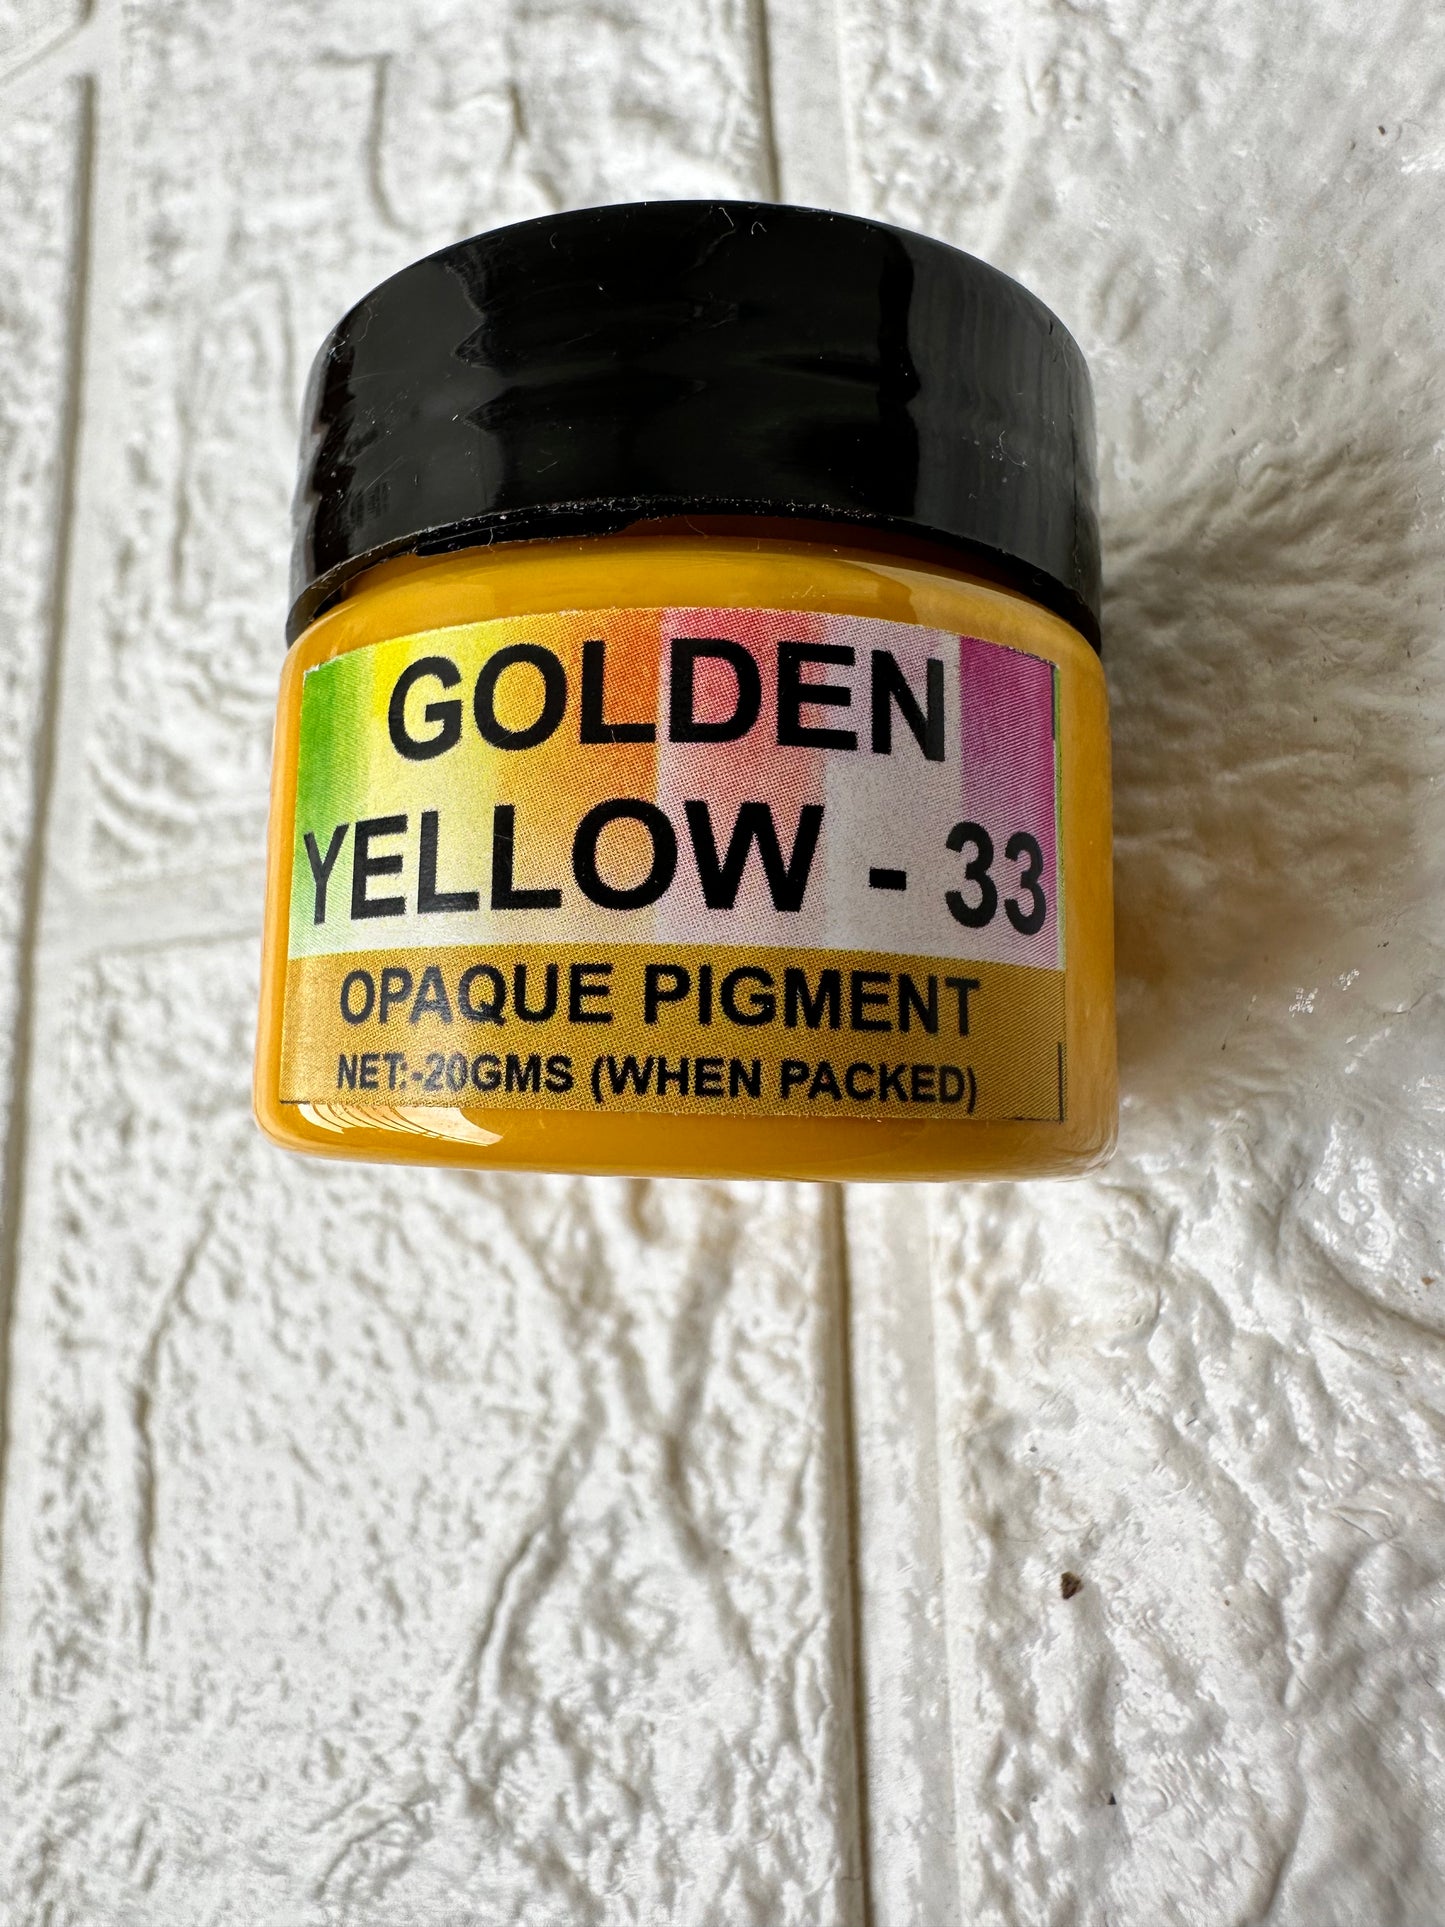 GOLDEN
YELLOW - 33
OPAQUE PIGMENT
NET:-20GMS (WHEN PACKED)